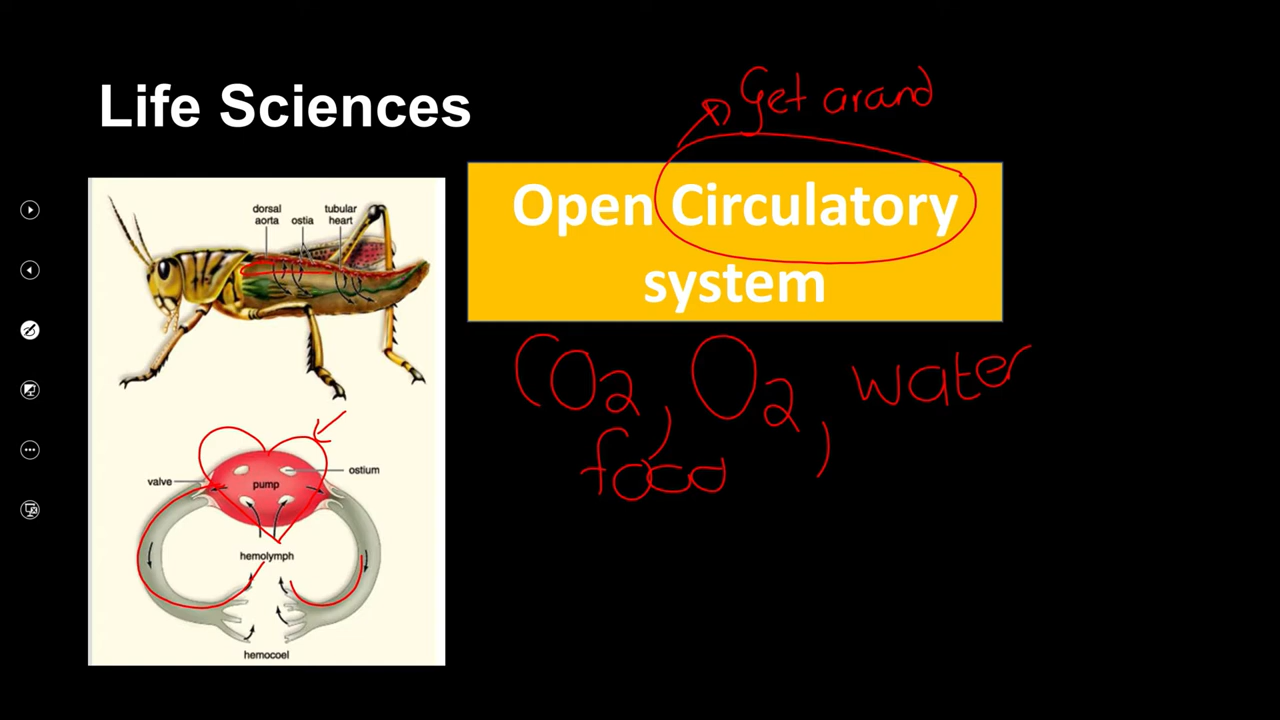 Life Sciences
Get arand
Open Circulatory
system
dorsal aorta
ostia
tubular heart
CO2, O2, water
food ,
valve
ostium
pump
hemolymph
hemocoel